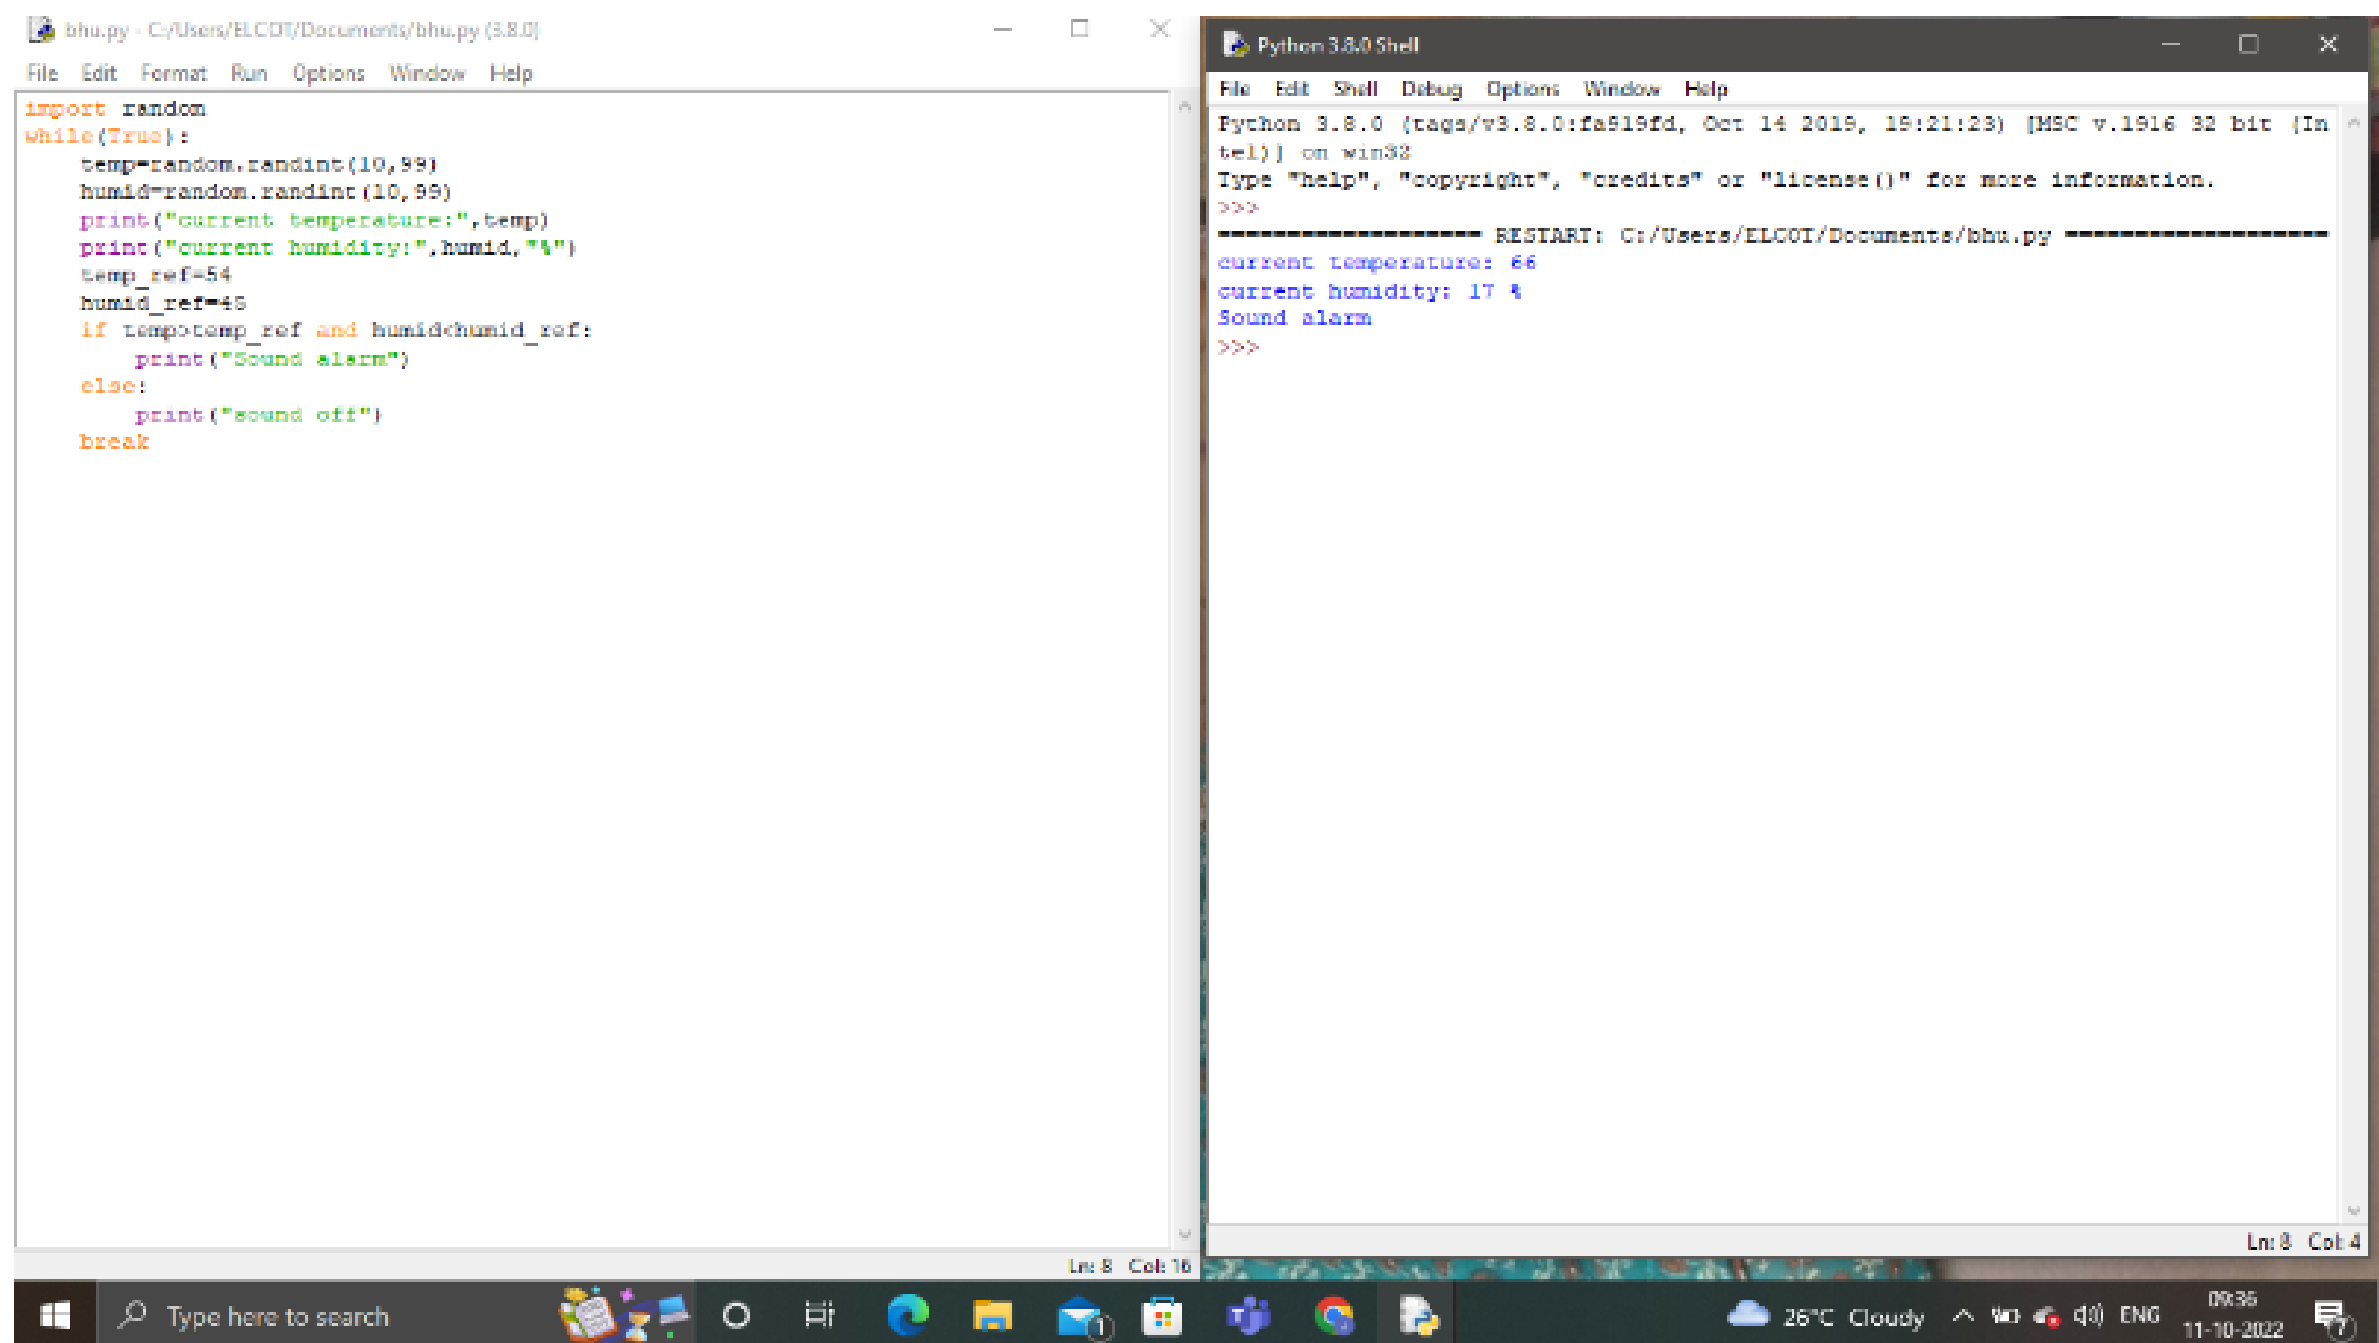 bhu.py - C:/Users/ELCOT/Documents/bhu.py (3.8.0)
File Edit Format Run Options Window Help
import random
while(True):
    temp=random.randint(10,99)
    humid=random.randint(10,99)
    print("current temperature:",temp)
    print("current humidity:",humid,"%")
    temp_ref=54
    humid_ref=45
    if temp>temp_ref and humid<humid_ref:
        print("Sound alarm")
    else:
        print("sound off")
    break
Ln: 8 Col: 16
Python 3.8.0 Shell
File Edit Shell Debug Options Window Help
Python 3.8.0 (tags/v3.8.0:fa919fd, Oct 14 2019, 19:21:23) [MSC v.1916 32 bit (In
tel)] on win32
Type "help", "copyright", "credits" or "license()" for more information.
>>>
=================== RESTART: C:/Users/ELCOT/Documents/bhu.py ===================
current temperature: 66
current humidity: 17 %
Sound alarm
>>>
Ln: 8 Col: 4
Type here to search
1
26°C Cloudy
ENG
09:36
11-10-2022
7